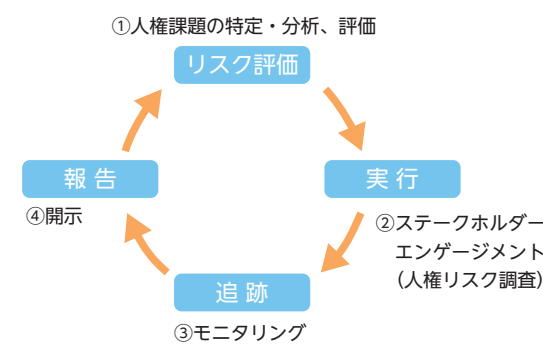 ①人権課題の特定・分析、評価
リスク評価
実行
②ステークホルダー
エンゲージメント
(人権リスク調査)
追跡
③モニタリング
報告
④開示